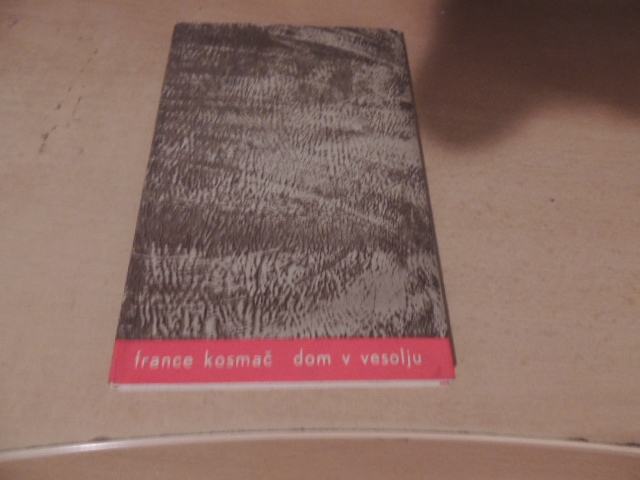 france kosmač dom v vesolju